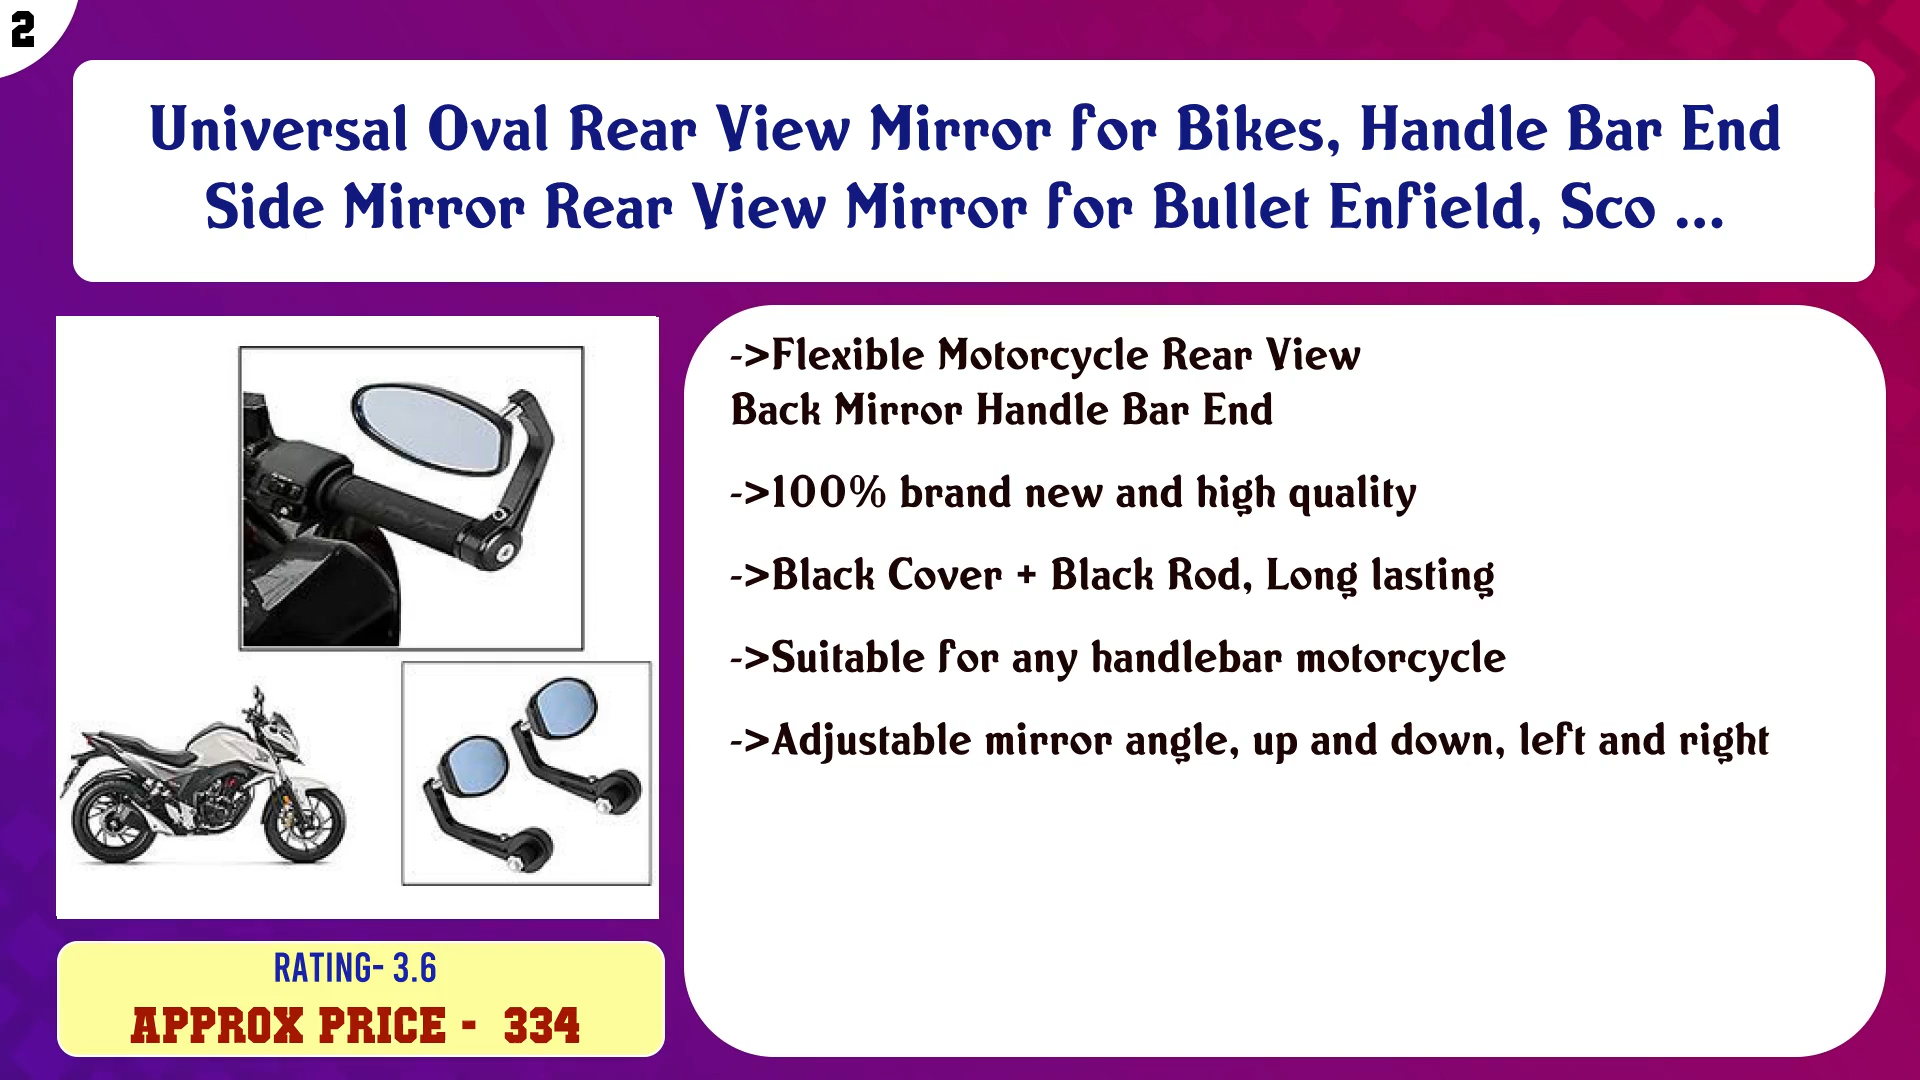 2
Universal Oval Rear View Mirror for Bikes, Handle Bar End
Side Mirror Rear View Mirror for Bullet Enfield, Sco ...
->Flexible Motorcycle Rear View
Back Mirror Handle Bar End
->100% brand new and high quality
->Black Cover + Black Rod, Long lasting
->Suitable for any handlebar motorcycle
->Adjustable mirror angle, up and down, left and right
RATING- 3.6
APPROX PRICE - 334